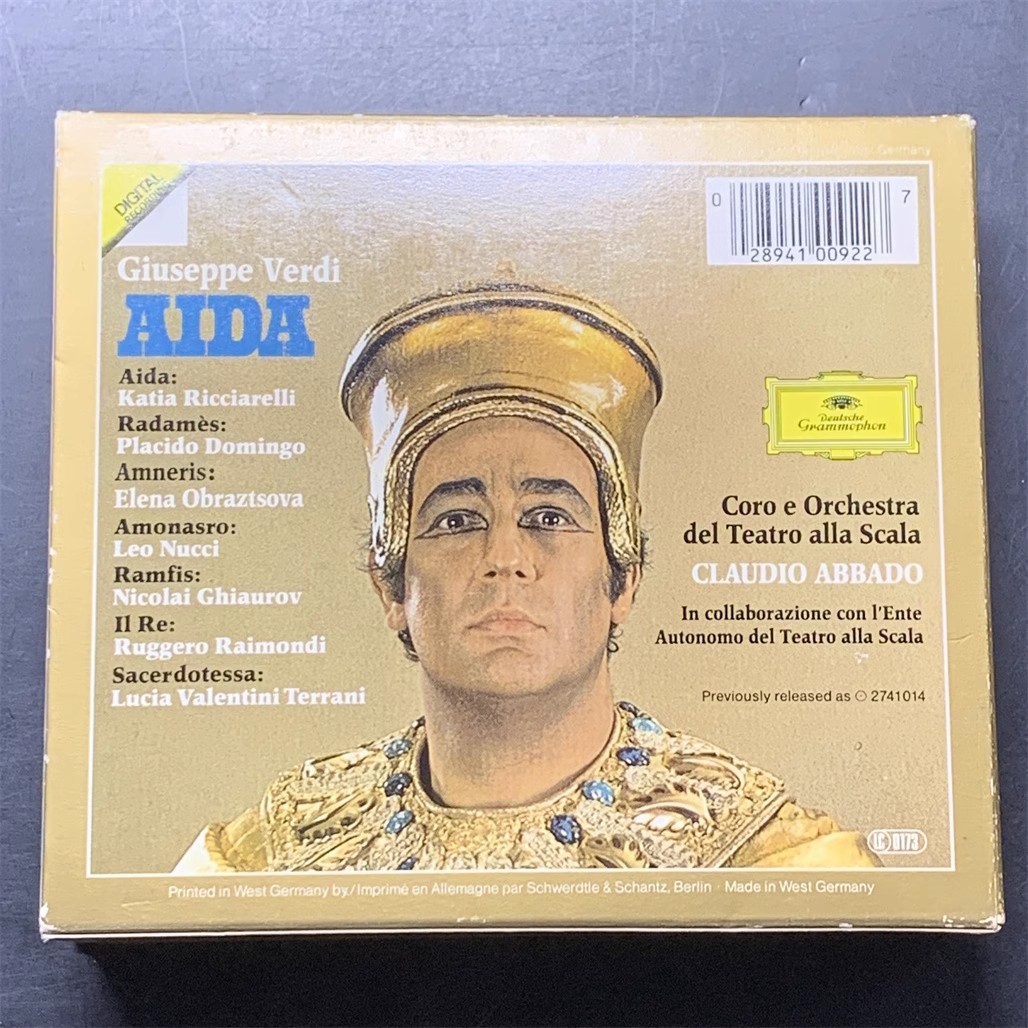 Germany
DIGITAL
RECORDING
0 7
28941 00922
Giuseppe Verdi
AIDA
Aida:
Katia Ricciarelli
Radamès:
Placido Domingo
Amneris:
Elena Obraztsova
Amonasro:
Leo Nucci
Ramfis:
Nicolai Ghiaurov
Il Re:
Ruggero Raimondi
Sacerdotessa:
Lucia Valentini Terrani
Deutsche
Grammophon
Coro e Orchestra
del Teatro alla Scala
CLAUDIO ABBADO
In collaborazione con l'Ente
Autonomo del Teatro alla Scala
Previously released as 2741014
LC 0173
Printed in West Germany by/Imprimé en Allemagne par Schwerdtle & Schantz, Berlin · Made in West Germany